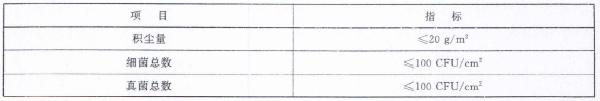 项 目 指 标
积尘量 ≤20 g/m²
细菌总数 ≤100 CFU/cm²
真菌总数 ≤100 CFU/cm²